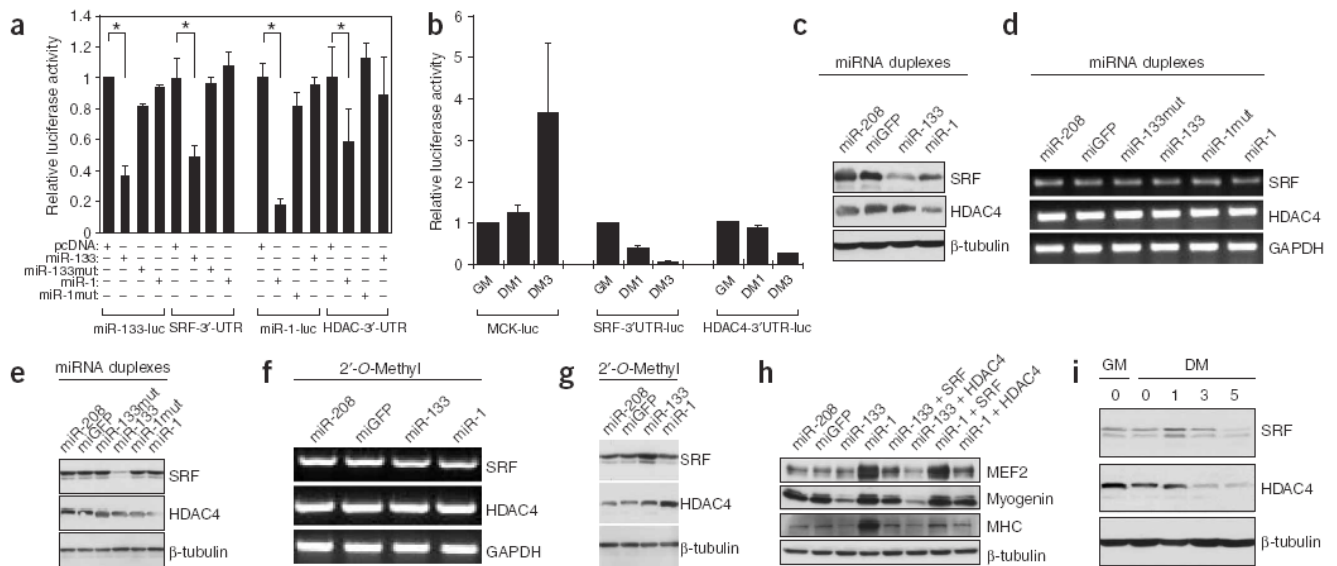 a
Relative luciferase activity
1.4
1.2
1
0.8
0.6
0.4
0.2
0
* * * *
pcDNA: + – – – + – – – + – – – + – – –
miR-133: – + – – – + – – – – – + – – – +
miR-133mut: – – + – – – + – – – – – – – – –
miR-1: – – – + – – – + – + – – – + – –
miR-1mut: – – – – – – – – – – + – – – + –
miR-133-luc SRF-3′-UTR miR-1-luc HDAC-3′-UTR
b
Relative luciferase activity
6
5
4
3
2
1
0
GM DM1 DM3 GM DM1 DM3 GM DM1 DM3
MCK-luc SRF-3′UTR-luc HDAC4-3′UTR-luc
c
miRNA duplexes
miR-208 miGFP miR-133 miR-1
SRF
HDAC4
β-tubulin
d
miRNA duplexes
miR-208 miGFP miR-133mut miR-133 miR-1mut miR-1
SRF
HDAC4
GAPDH
e
miRNA duplexes
miR-208 miGFP miR-133mut miR-133 miR-1mut miR-1
SRF
HDAC4
β-tubulin
f
2′-O-Methyl
miR-208 miGFP miR-133 miR-1
SRF
HDAC4
GAPDH
g
2′-O-Methyl
miR-208 miGFP miR-133 miR-1
SRF
HDAC4
β-tubulin
h
miR-208 miGFP miR-133 miR-1 miR-133 + SRF miR-133 + HDAC4 miR-1 + SRF miR-1 + HDAC4
MEF2
Myogenin
MHC
β-tubulin
i
GM DM
0 0 1 3 5
SRF
HDAC4
β-tubulin